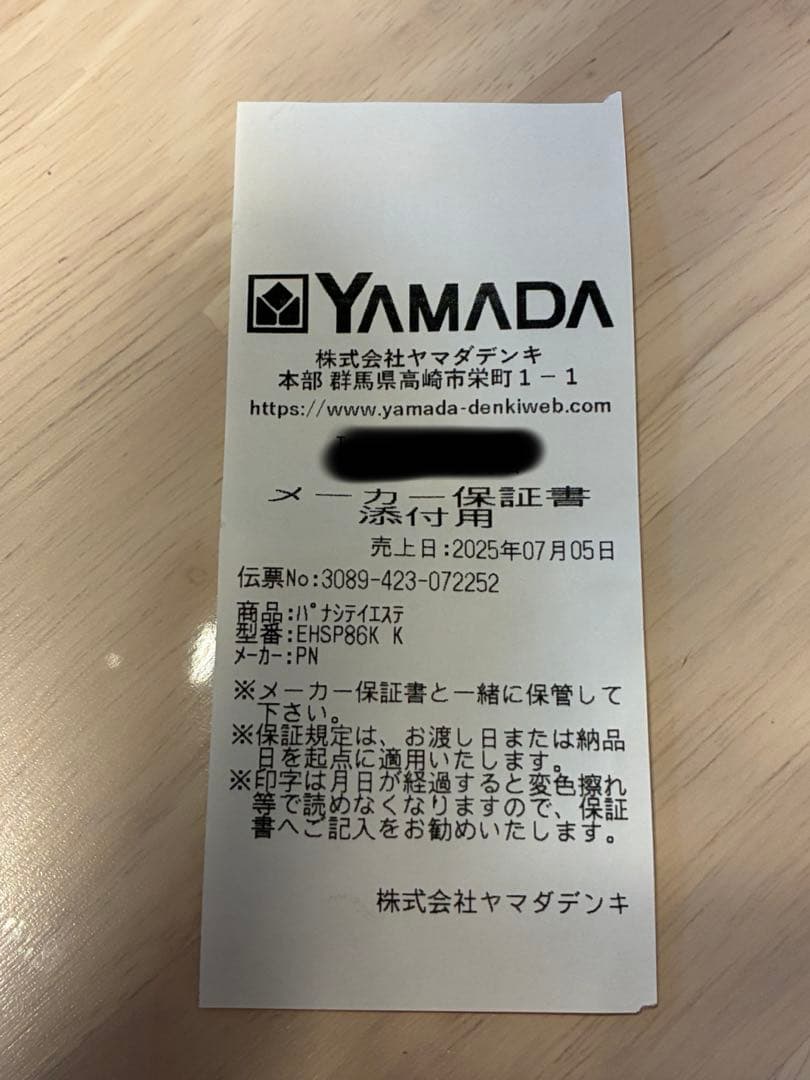 YAMADA
株式会社ヤマダデンキ
本部 群馬県高崎市栄町1-1
https://www.yamada-denkiweb.com
メーカー保証書
添付用
売上日:2025年07月05日
伝票No:3089-423-072252
商品:ﾊﾟﾅｼﾃｲｴｽﾃ
型番:EHSP86K K
ﾒｰｶｰ:PN
※メーカー保証書と一緒に保管して
下さい。
※保証規定は、お渡し日または納品
日を起点に適用いたします。
※印字は月日が経過すると変色擦れ
等で読めなくなりますので、保証
書へご記入をお勧めいたします。
株式会社ヤマダデンキ